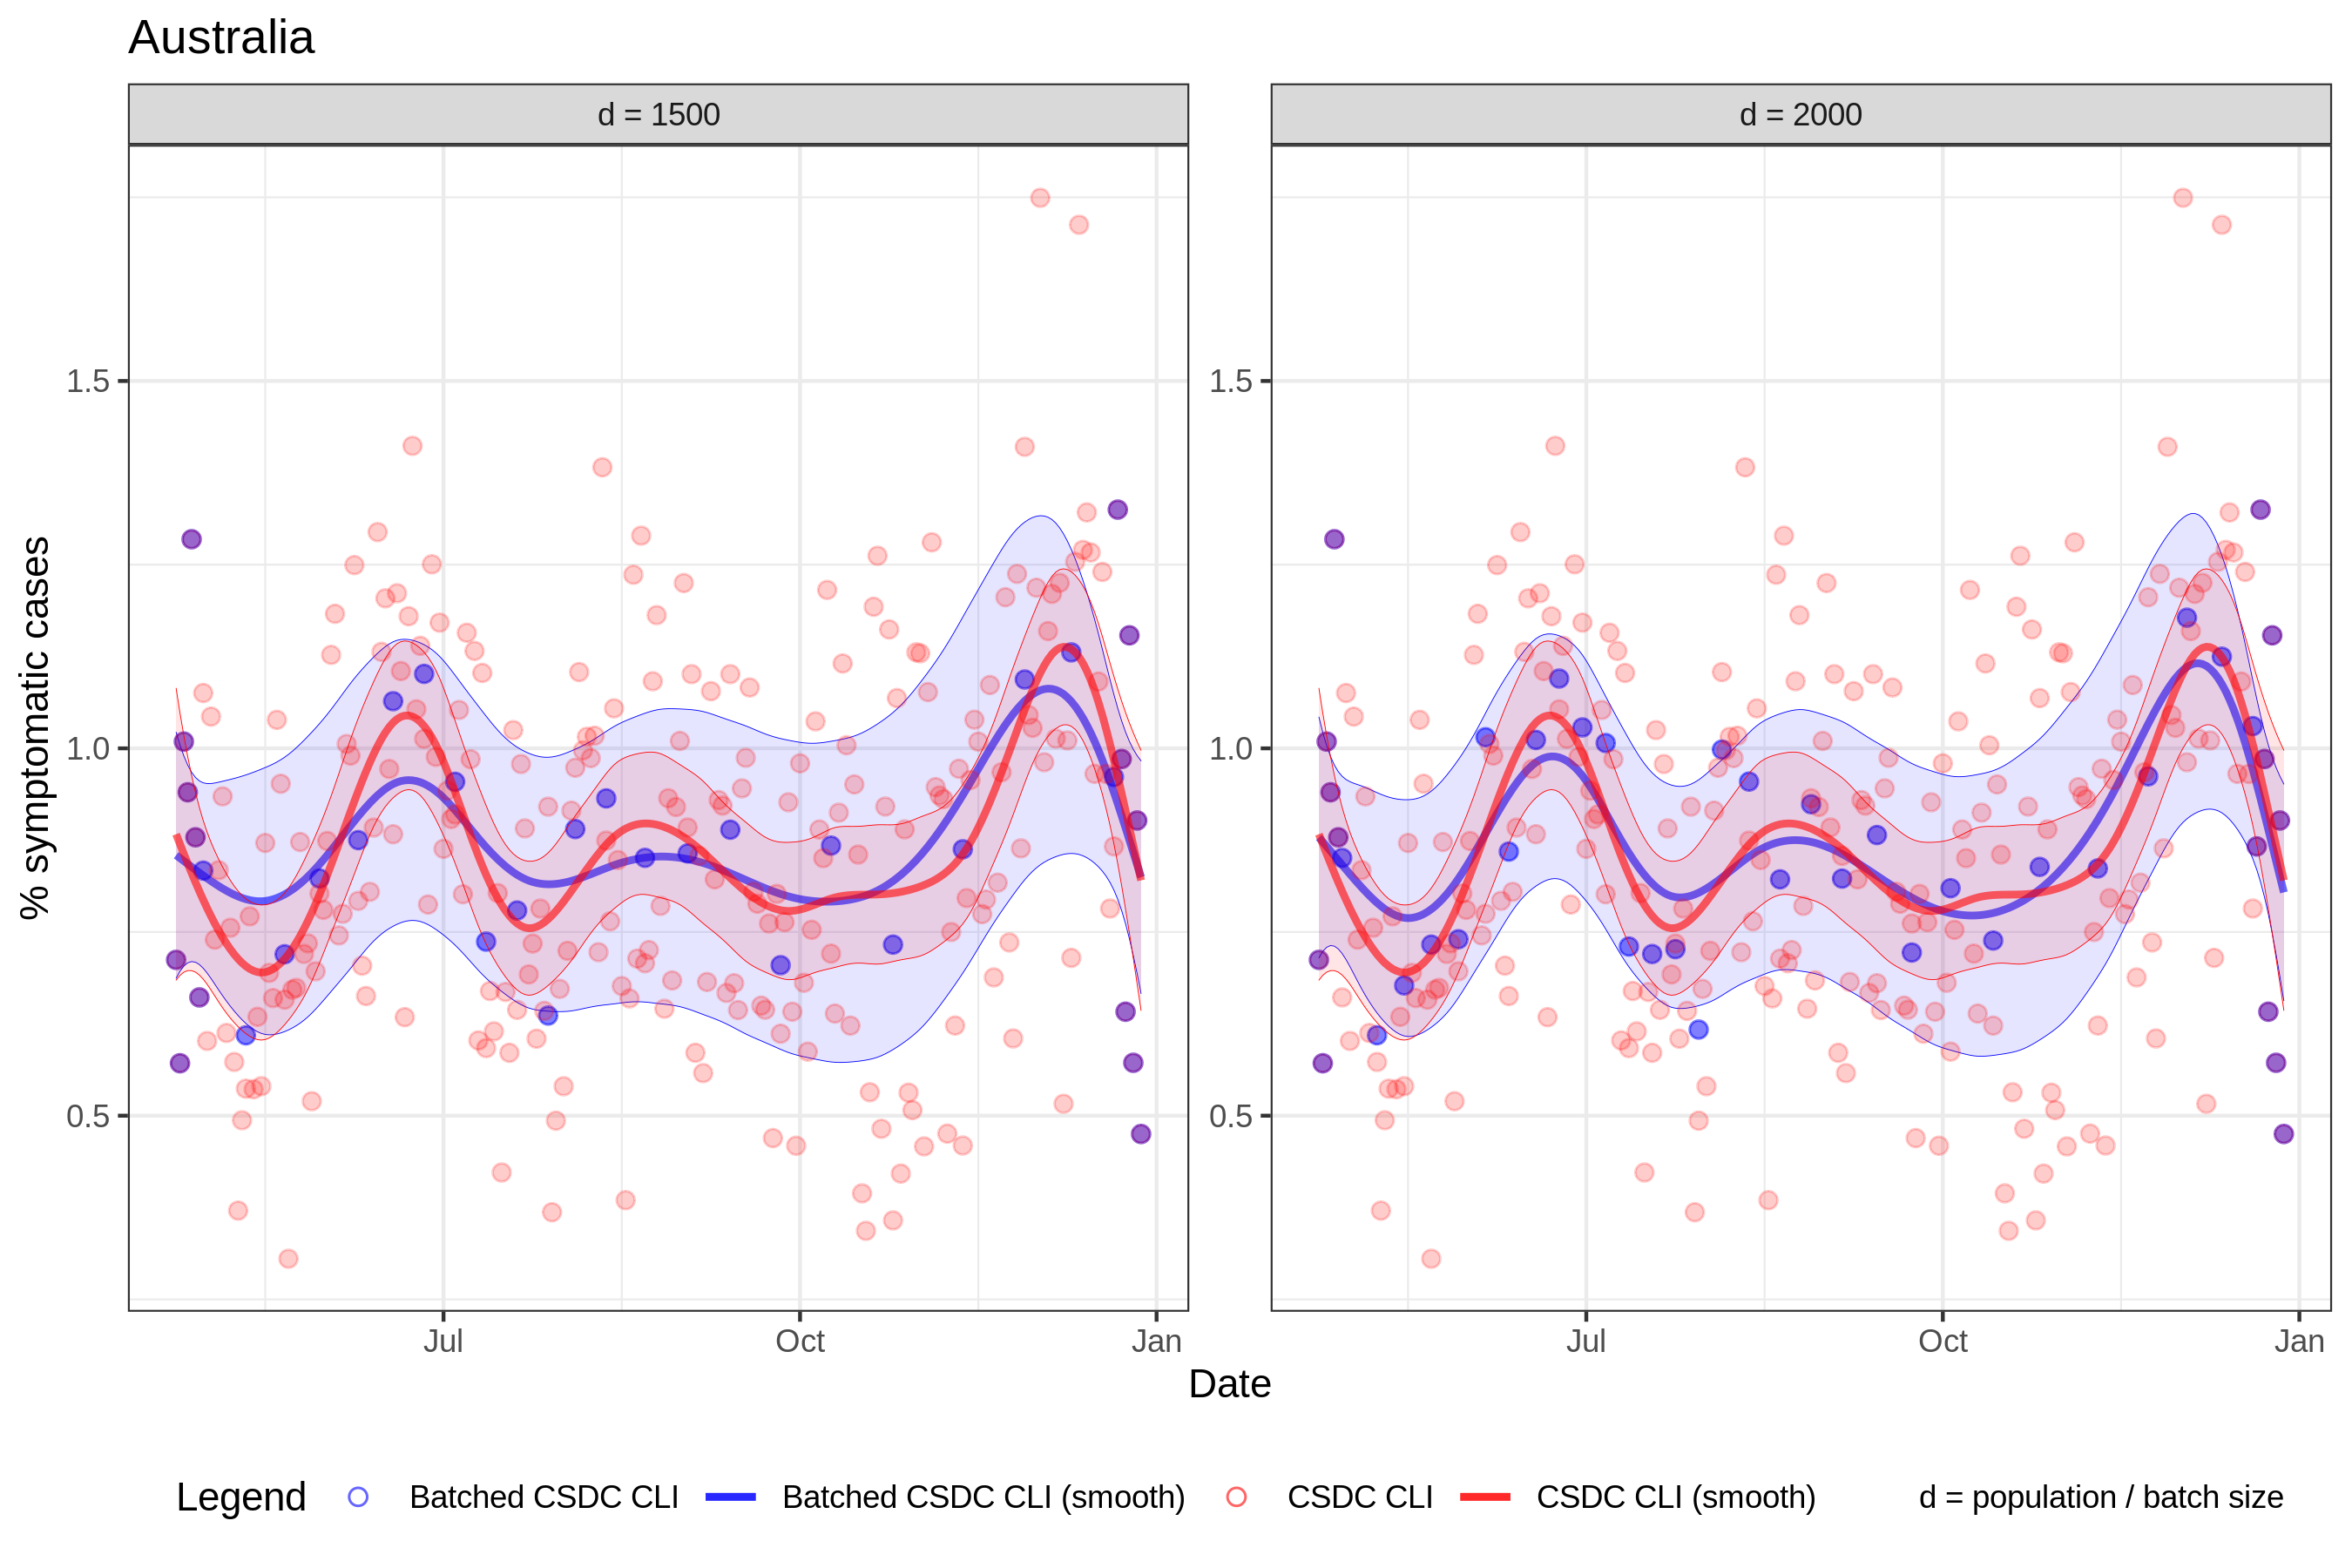 Australia
d = 1500
d = 2000
% symptomatic cases
1.5
1.0
0.5
1.5
1.0
0.5
Jul
Oct
Jan
Jul
Oct
Jan
Date
Legend
Batched CSDC CLI
Batched CSDC CLI (smooth)
CSDC CLI
CSDC CLI (smooth)
d = population / batch size